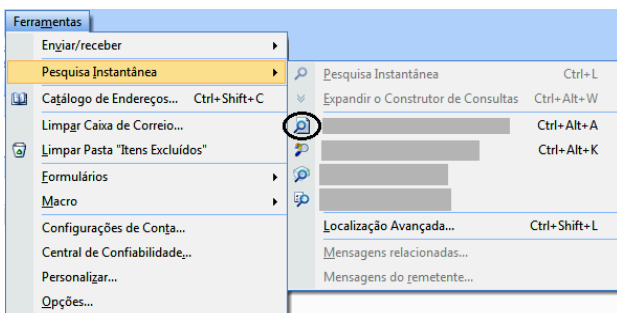 Ferramentas
Enviar/receber
Pesquisa Instantânea
Catálogo de Endereços... Ctrl+Shift+C
Limpar Caixa de Correio...
Limpar Pasta "Itens Excluídos"
Formulários
Macro
Configurações de Conta...
Central de Confiabilidade...
Personalizar...
Opções...
Pesquisa Instantânea Ctrl+L
Expandir o Construtor de Consultas Ctrl+Alt+W
Ctrl+Alt+A
Ctrl+Alt+K
Localização Avançada... Ctrl+Shift+L
Mensagens relacionadas...
Mensagens do remetente...